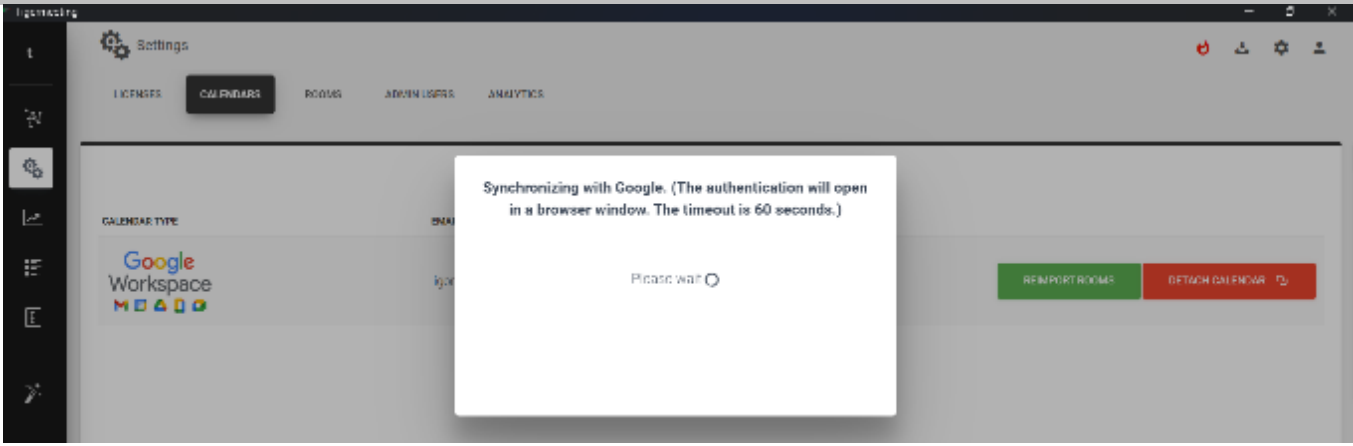 tigermeeting
t
Settings
LICENSES CALENDARS ROOMS ADMIN USERS ANALYTICS
Synchronizing with Google. (The authentication will open
in a browser window. The timeout is 60 seconds.)
CALENDAR TYPE
Google
Workspace
Please wait
REIMPORT ROOMS DETACH CALENDAR